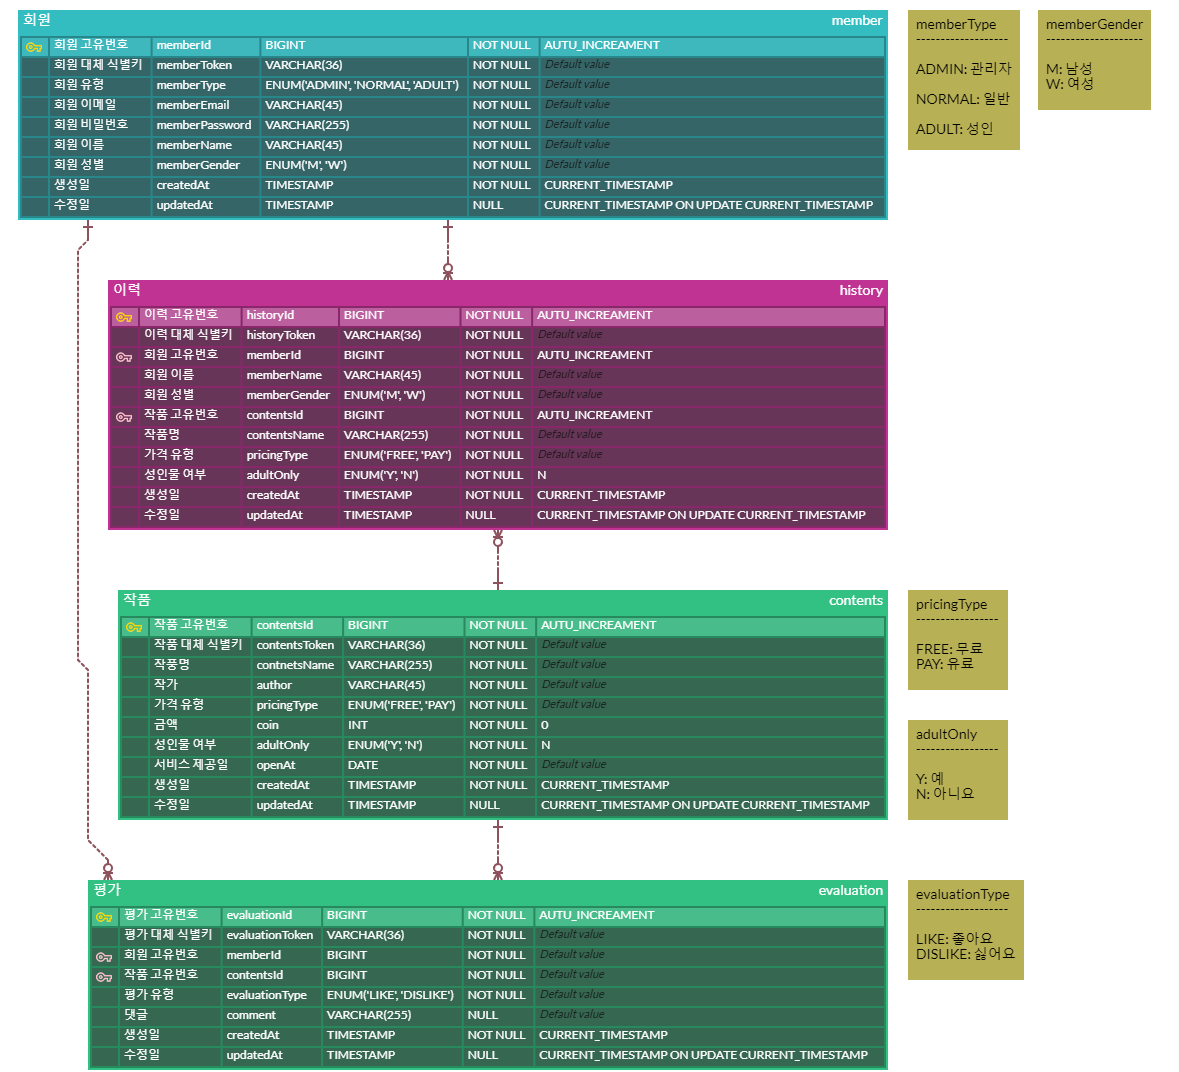 회원 member
회원 고유번호 memberId BIGINT NOT NULL AUTU_INCREAMENT
회원 대체 식별키 memberToken VARCHAR(36) NOT NULL Default value
회원 유형 memberType ENUM('ADMIN', 'NORMAL', 'ADULT') NOT NULL Default value
회원 이메일 memberEmail VARCHAR(45) NOT NULL Default value
회원 비밀번호 memberPassword VARCHAR(255) NOT NULL Default value
회원 이름 memberName VARCHAR(45) NOT NULL Default value
회원 성별 memberGender ENUM('M', 'W') NOT NULL Default value
생성일 createdAt TIMESTAMP NOT NULL CURRENT_TIMESTAMP
수정일 updatedAt TIMESTAMP NULL CURRENT_TIMESTAMP ON UPDATE CURRENT_TIMESTAMP
memberType
-------------------
ADMIN: 관리자
NORMAL: 일반
ADULT: 성인
memberGender
--------------------
M: 남성
W: 여성
이력 history
이력 고유번호 historyId BIGINT NOT NULL AUTU_INCREAMENT
이력 대체 식별키 historyToken VARCHAR(36) NOT NULL Default value
회원 고유번호 memberId BIGINT NOT NULL AUTU_INCREAMENT
회원 이름 memberName VARCHAR(45) NOT NULL Default value
회원 성별 memberGender ENUM('M', 'W') NOT NULL Default value
작품 고유번호 contentsId BIGINT NOT NULL AUTU_INCREAMENT
작품명 contentsName VARCHAR(255) NOT NULL Default value
가격 유형 pricingType ENUM('FREE', 'PAY') NOT NULL Default value
성인물 여부 adultOnly ENUM('Y', 'N') NOT NULL N
생성일 createdAt TIMESTAMP NOT NULL CURRENT_TIMESTAMP
수정일 updatedAt TIMESTAMP NULL CURRENT_TIMESTAMP ON UPDATE CURRENT_TIMESTAMP
작품 contents
작품 고유번호 contentsId BIGINT NOT NULL AUTU_INCREAMENT
작품 대체 식별키 contentsToken VARCHAR(36) NOT NULL Default value
작품명 contnetsName VARCHAR(255) NOT NULL Default value
작가 author VARCHAR(45) NOT NULL Default value
가격 유형 pricingType ENUM('FREE', 'PAY') NOT NULL Default value
금액 coin INT NOT NULL 0
성인물 여부 adultOnly ENUM('Y', 'N') NOT NULL N
서비스 제공일 openAt DATE NOT NULL Default value
생성일 createdAt TIMESTAMP NOT NULL CURRENT_TIMESTAMP
수정일 updatedAt TIMESTAMP NULL CURRENT_TIMESTAMP ON UPDATE CURRENT_TIMESTAMP
pricingType
-----------------
FREE: 무료
PAY: 유료
adultOnly
-----------------
Y: 예
N: 아니요
평가 evaluation
평가 고유번호 evaluationId BIGINT NOT NULL AUTU_INCREAMENT
평가 대체 식별키 evaluationToken VARCHAR(36) NOT NULL Default value
회원 고유번호 memberId BIGINT NOT NULL Default value
작품 고유번호 contentsId BIGINT NOT NULL Default value
평가 유형 evaluationType ENUM('LIKE', 'DISLIKE') NOT NULL Default value
댓글 comment VARCHAR(255) NULL Default value
생성일 createdAt TIMESTAMP NOT NULL CURRENT_TIMESTAMP
수정일 updatedAt TIMESTAMP NULL CURRENT_TIMESTAMP ON UPDATE CURRENT_TIMESTAMP
evaluationType
-------------------
LIKE: 좋아요
DISLIKE: 싫어요